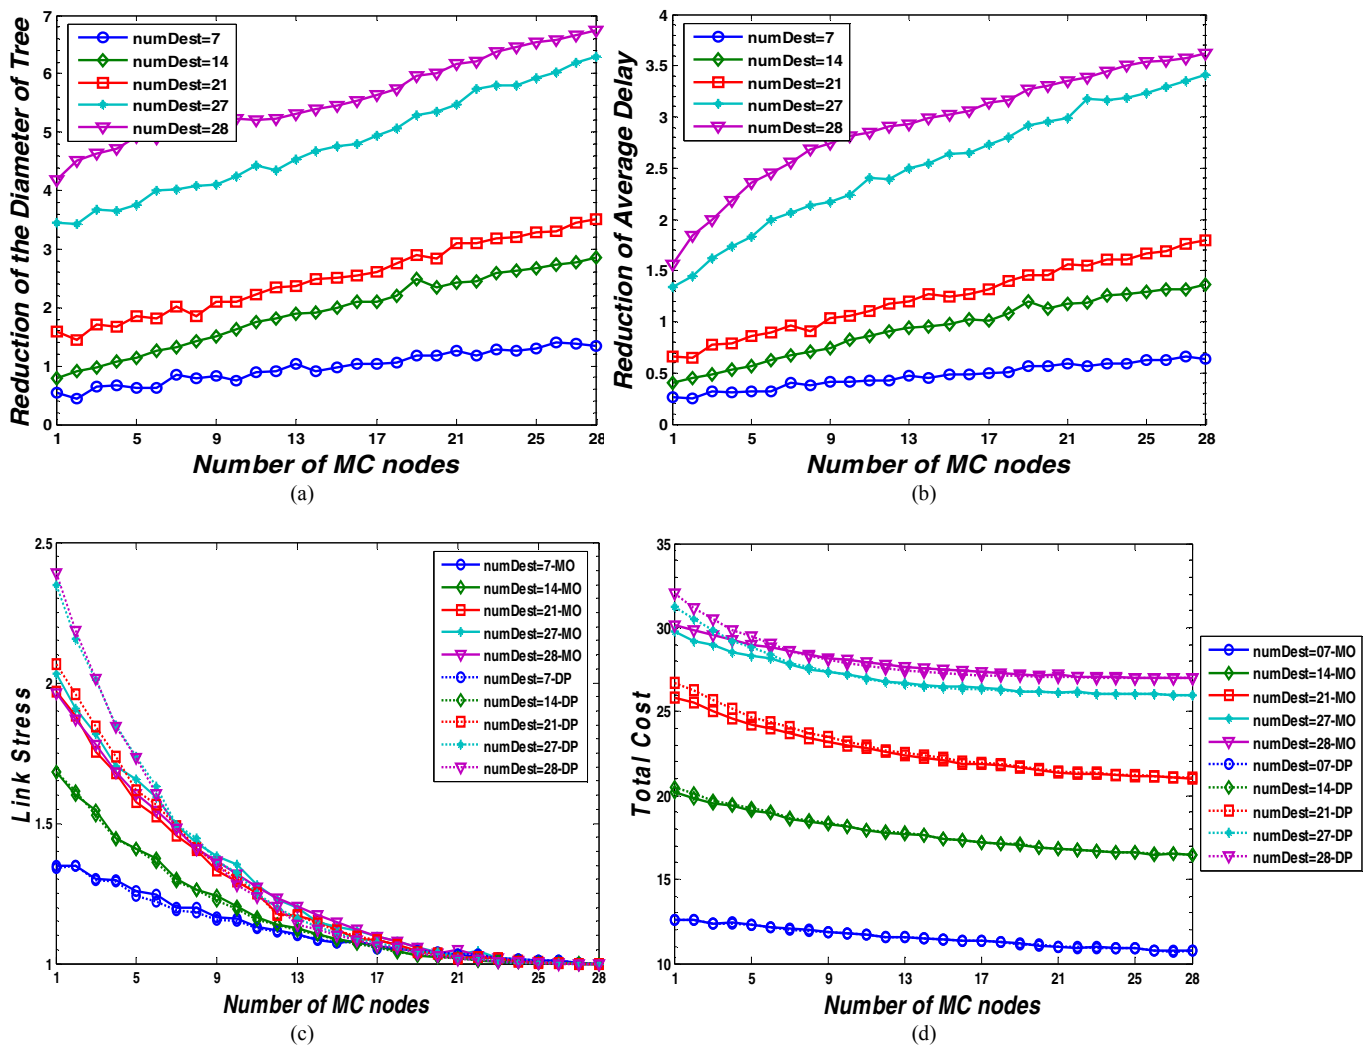 7
6
5
4
3
2
1
0
Reduction of the Diameter of Tree
numDest=7
numDest=14
numDest=21
numDest=27
numDest=28
1 5 9 13 17 21 25 28
Number of MC nodes
(a)
4
3.5
3
2.5
2
1.5
1
0.5
0
Reduction of Average Delay
numDest=7
numDest=14
numDest=21
numDest=27
numDest=28
1 5 9 13 17 21 25 28
Number of MC nodes
(b)
2.5
2
1.5
1
Link Stress
numDest=7-MO
numDest=14-MO
numDest=21-MO
numDest=27-MO
numDest=28-MO
numDest=7-DP
numDest=14-DP
numDest=21-DP
numDest=27-DP
numDest=28-DP
1 5 9 13 17 21 25 28
Number of MC nodes
(c)
35
30
25
20
15
10
Total Cost
numDest=07-MO
numDest=14-MO
numDest=21-MO
numDest=27-MO
numDest=28-MO
numDest=07-DP
numDest=14-DP
numDest=21-DP
numDest=27-DP
numDest=28-DP
1 5 9 13 17 21 25 28
Number of MC nodes
(d)